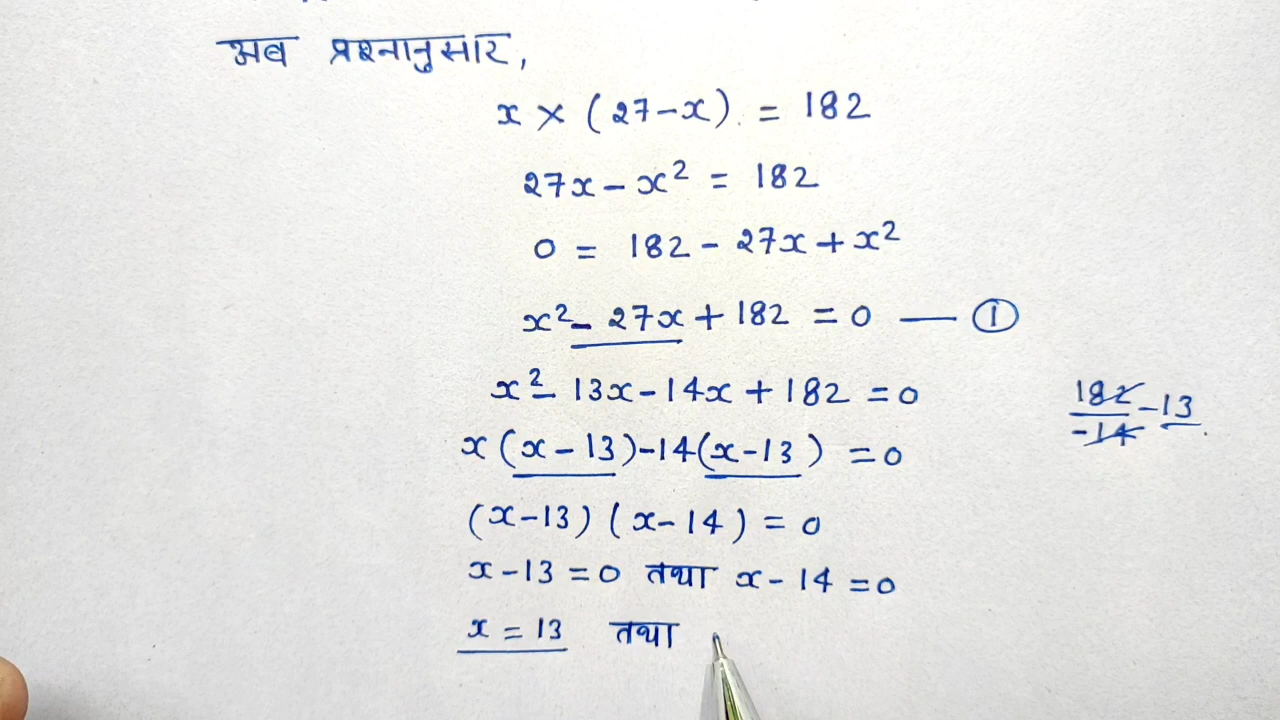 अब प्रश्नानुसार,
x × (27-x) = 182
27x - x² = 182
0 = 182 - 27x + x²
x² - 27x + 182 = 0 — ①
x² - 13x - 14x + 182 = 0
182
-14
-13
x(x-13)-14(x-13) = 0
(x-13)(x-14) = 0
x-13 = 0 तथा x-14 = 0
x = 13 तथा